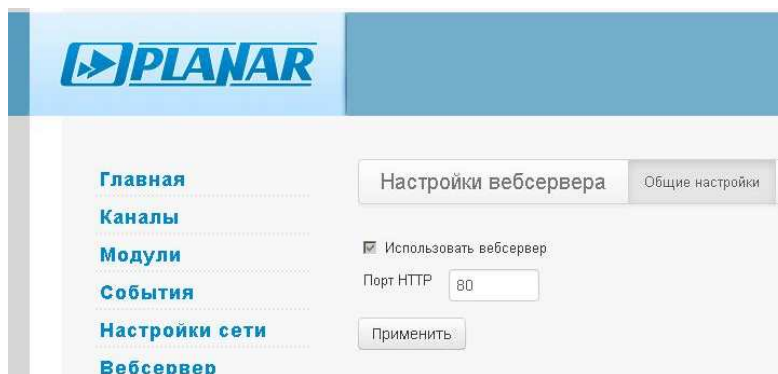 PLANAR
Главная
Каналы
Модули
События
Настройки сети
Вебсервер
Настройки вебсервера
Общие настройки
Использовать вебсервер
Порт HTTP 80
Применить